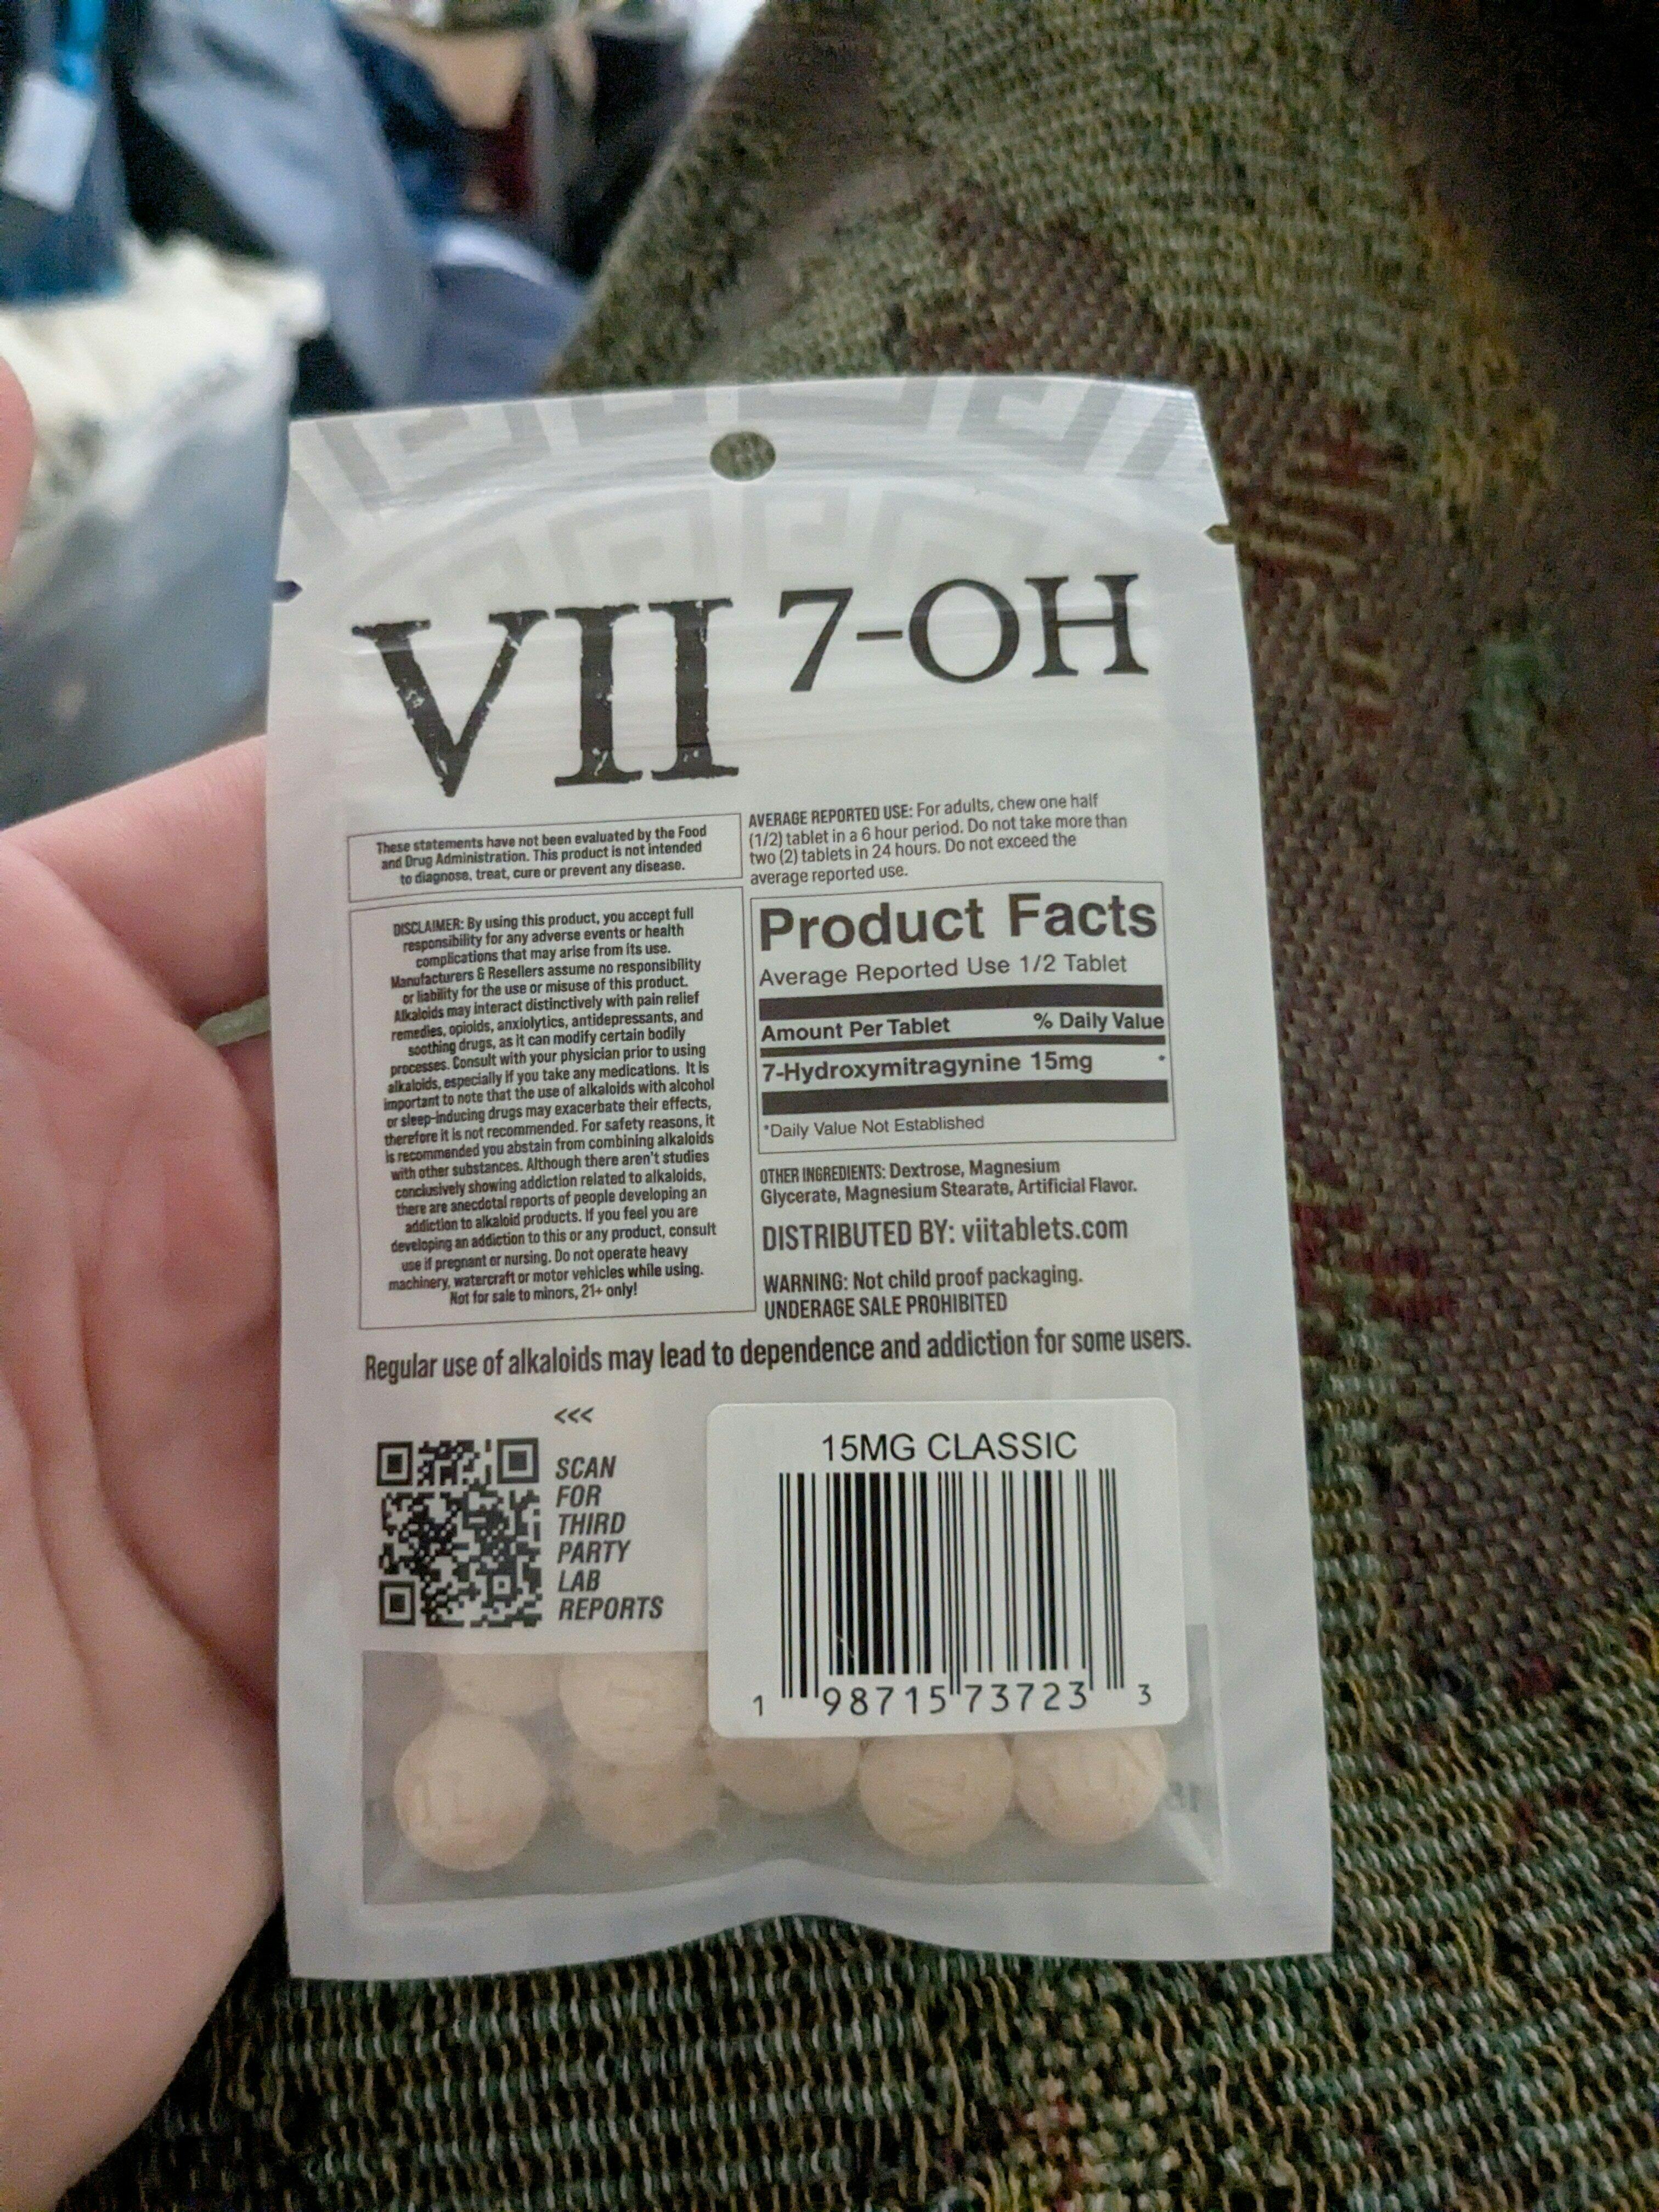 VII 7-OH
These statements have not been evaluated by the Food
and Drug Administration. This product is not intended
to diagnose, treat, cure or prevent any disease.
DISCLAIMER: By using this product, you accept full
responsibility for any adverse events or health
complications that may arise from its use.
Manufacturers & Resellers assume no responsibility
or liability for the use or misuse of this product.
Alkaloids may interact distinctively with pain relief
remedies, opioids, anxiolytics, antidepressants, and
soothing drugs, as it can modify certain bodily
processes. Consult with your physician prior to using
alkaloids, especially if you take any medications. It is
important to note that the use of alkaloids with alcohol
or sleep-inducing drugs may exacerbate their effects,
therefore it is not recommended. For safety reasons, it
is recommended you abstain from combining alkaloids
with other substances. Although there aren't studies
conclusively showing addiction related to alkaloids,
there are anecdotal reports of people developing an
addiction to alkaloid products. If you feel you are
developing an addiction to this or any product, consult
use if pregnant or nursing. Do not operate heavy
machinery, watercraft or motor vehicles while using.
Not for sale to minors, 21+ only!
AVERAGE REPORTED USE: For adults, chew one half
(1/2) tablet in a 6 hour period. Do not take more than
two (2) tablets in 24 hours. Do not exceed the
average reported use.
Product Facts
Average Reported Use 1/2 Tablet
Amount Per Tablet % Daily Value
7-Hydroxymitragynine 15mg *
*Daily Value Not Established
OTHER INGREDIENTS: Dextrose, Magnesium
Glycerate, Magnesium Stearate, Artificial Flavor.
DISTRIBUTED BY: viitablets.com
WARNING: Not child proof packaging.
UNDERAGE SALE PROHIBITED
Regular use of alkaloids may lead to dependence and addiction for some users.
<<<
SCAN
FOR
THIRD
PARTY
LAB
REPORTS
15MG CLASSIC
1 98715 73723 3